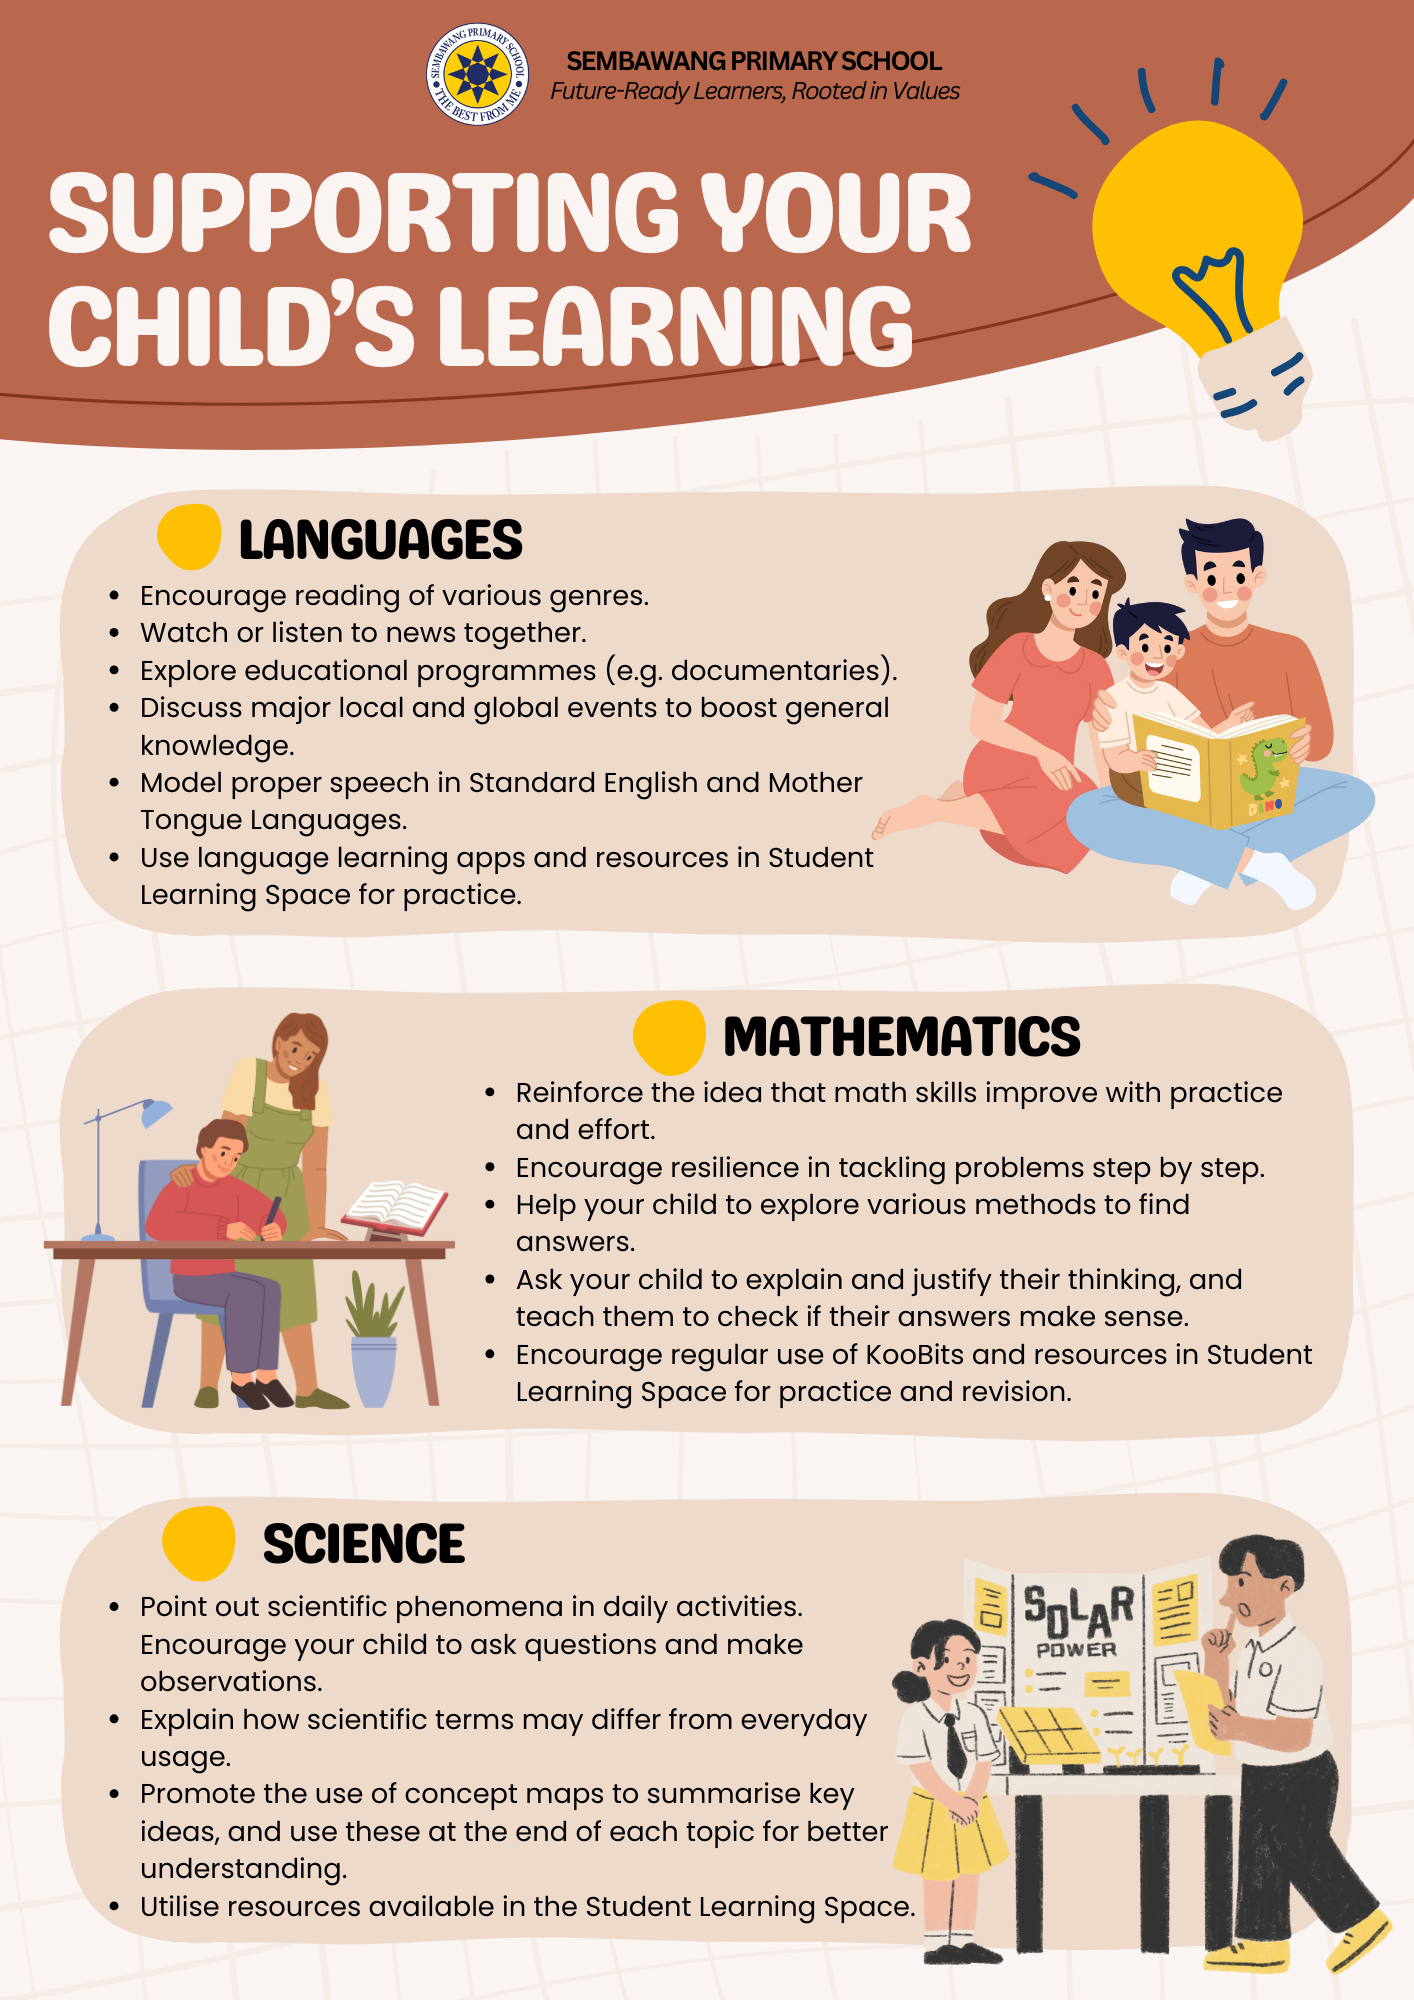 SEMBAWANG PRIMARY SCHOOL
THE BEST FROM ME
SEMBAWANG PRIMARY SCHOOL
Future-Ready Learners, Rooted in Values
SUPPORTING YOUR
CHILD'S LEARNING
LANGUAGES
• Encourage reading of various genres.
• Watch or listen to news together.
• Explore educational programmes (e.g. documentaries).
• Discuss major local and global events to boost general
knowledge.
• Model proper speech in Standard English and Mother
Tongue Languages.
• Use language learning apps and resources in Student
Learning Space for practice.
DINO
MATHEMATICS
• Reinforce the idea that math skills improve with practice
and effort.
• Encourage resilience in tackling problems step by step.
• Help your child to explore various methods to find
answers.
• Ask your child to explain and justify their thinking, and
teach them to check if their answers make sense.
• Encourage regular use of KooBits and resources in Student
Learning Space for practice and revision.
SCIENCE
• Point out scientific phenomena in daily activities.
Encourage your child to ask questions and make
observations.
• Explain how scientific terms may differ from everyday
usage.
• Promote the use of concept maps to summarise key
ideas, and use these at the end of each topic for better
understanding.
• Utilise resources available in the Student Learning Space.
SOLAR
POWER